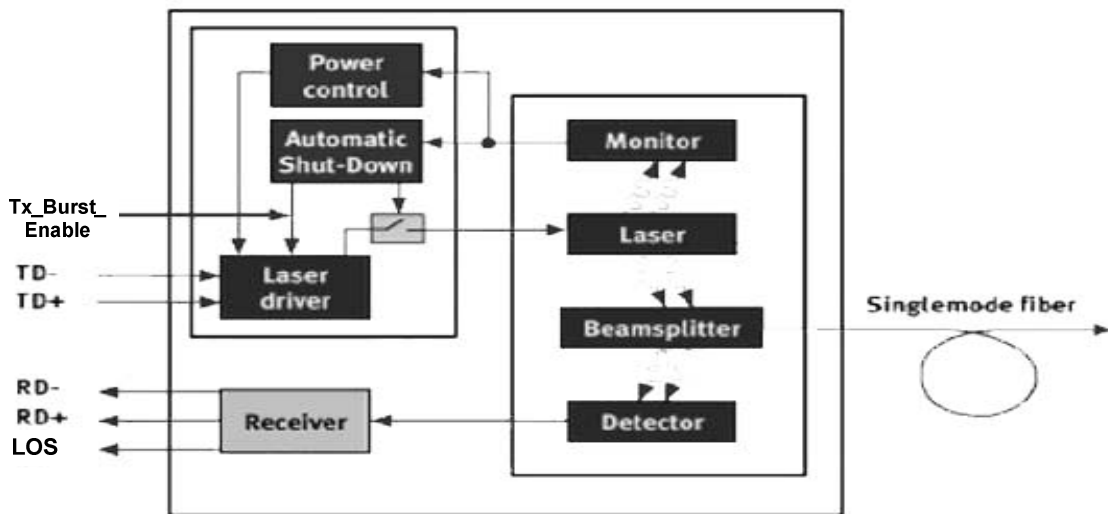 Power
control
Automatic
Shut-Down
Monitor
Tx_Burst_
Enable
Laser
TD-
TD+
Laser
driver
Beamsplitter
Singlemode fiber
RD-
RD+
LOS
Receiver
Detector